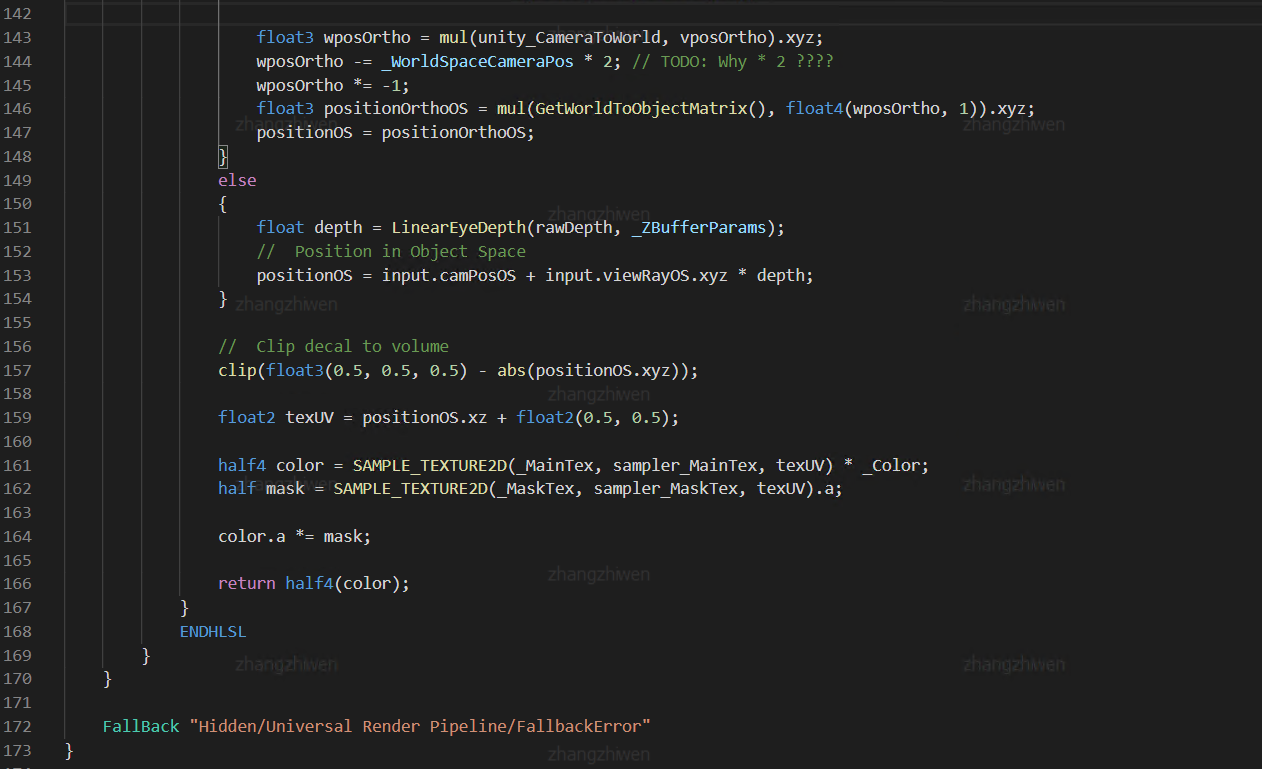 142
143 float3 wposOrtho = mul(unity_CameraToWorld, vposOrtho).xyz;
144 wposOrtho -= _WorldSpaceCameraPos * 2; // TODO: Why * 2 ????
145 wposOrtho *= -1;
146 float3 positionOrthoOS = mul(GetWorldToObjectMatrix(), float4(wposOrtho, 1)).xyz;
zhangzhiwen zhangzhiwen
147 positionOS = positionOrthoOS;
148 }
149 else
150 {
zhangzhiwen
151 float depth = LinearEyeDepth(rawDepth, _ZBufferParams);
152 //  Position in Object Space
153 positionOS = input.camPosOS + input.viewRayOS.xyz * depth;
154 }
zhangzhiwen zhangzhiwen
155
156 //  Clip decal to volume
157 clip(float3(0.5, 0.5, 0.5) - abs(positionOS.xyz));
158
zhangzhiwen
159 float2 texUV = positionOS.xz + float2(0.5, 0.5);
160
161 half4 color = SAMPLE_TEXTURE2D(_MainTex, sampler_MainTex, texUV) * _Color;
162 half mask = SAMPLE_TEXTURE2D(_MaskTex, sampler_MaskTex, texUV).a;
zhangzhiwen zhangzhiwen
163
164 color.a *= mask;
165
zhangzhiwen
166 return half4(color);
167 }
168 ENDHLSL
169 }
zhangzhiwen zhangzhiwen
170 }
171
172 FallBack "Hidden/Universal Render Pipeline/FallbackError"
173 }
zhangzhiwen